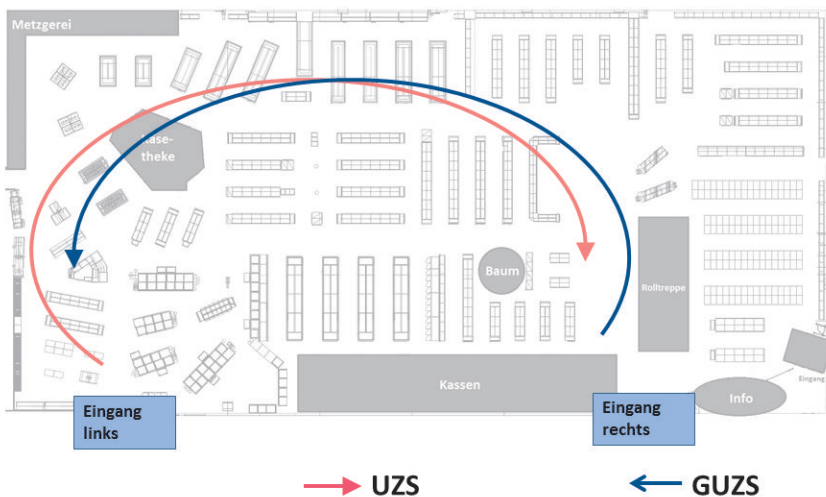 Metzgerei
Käse-
theke
Baum
Rolltreppe
Kassen
Eingang
Info
Eingang
links
Eingang
rechts
UZS
GUZS